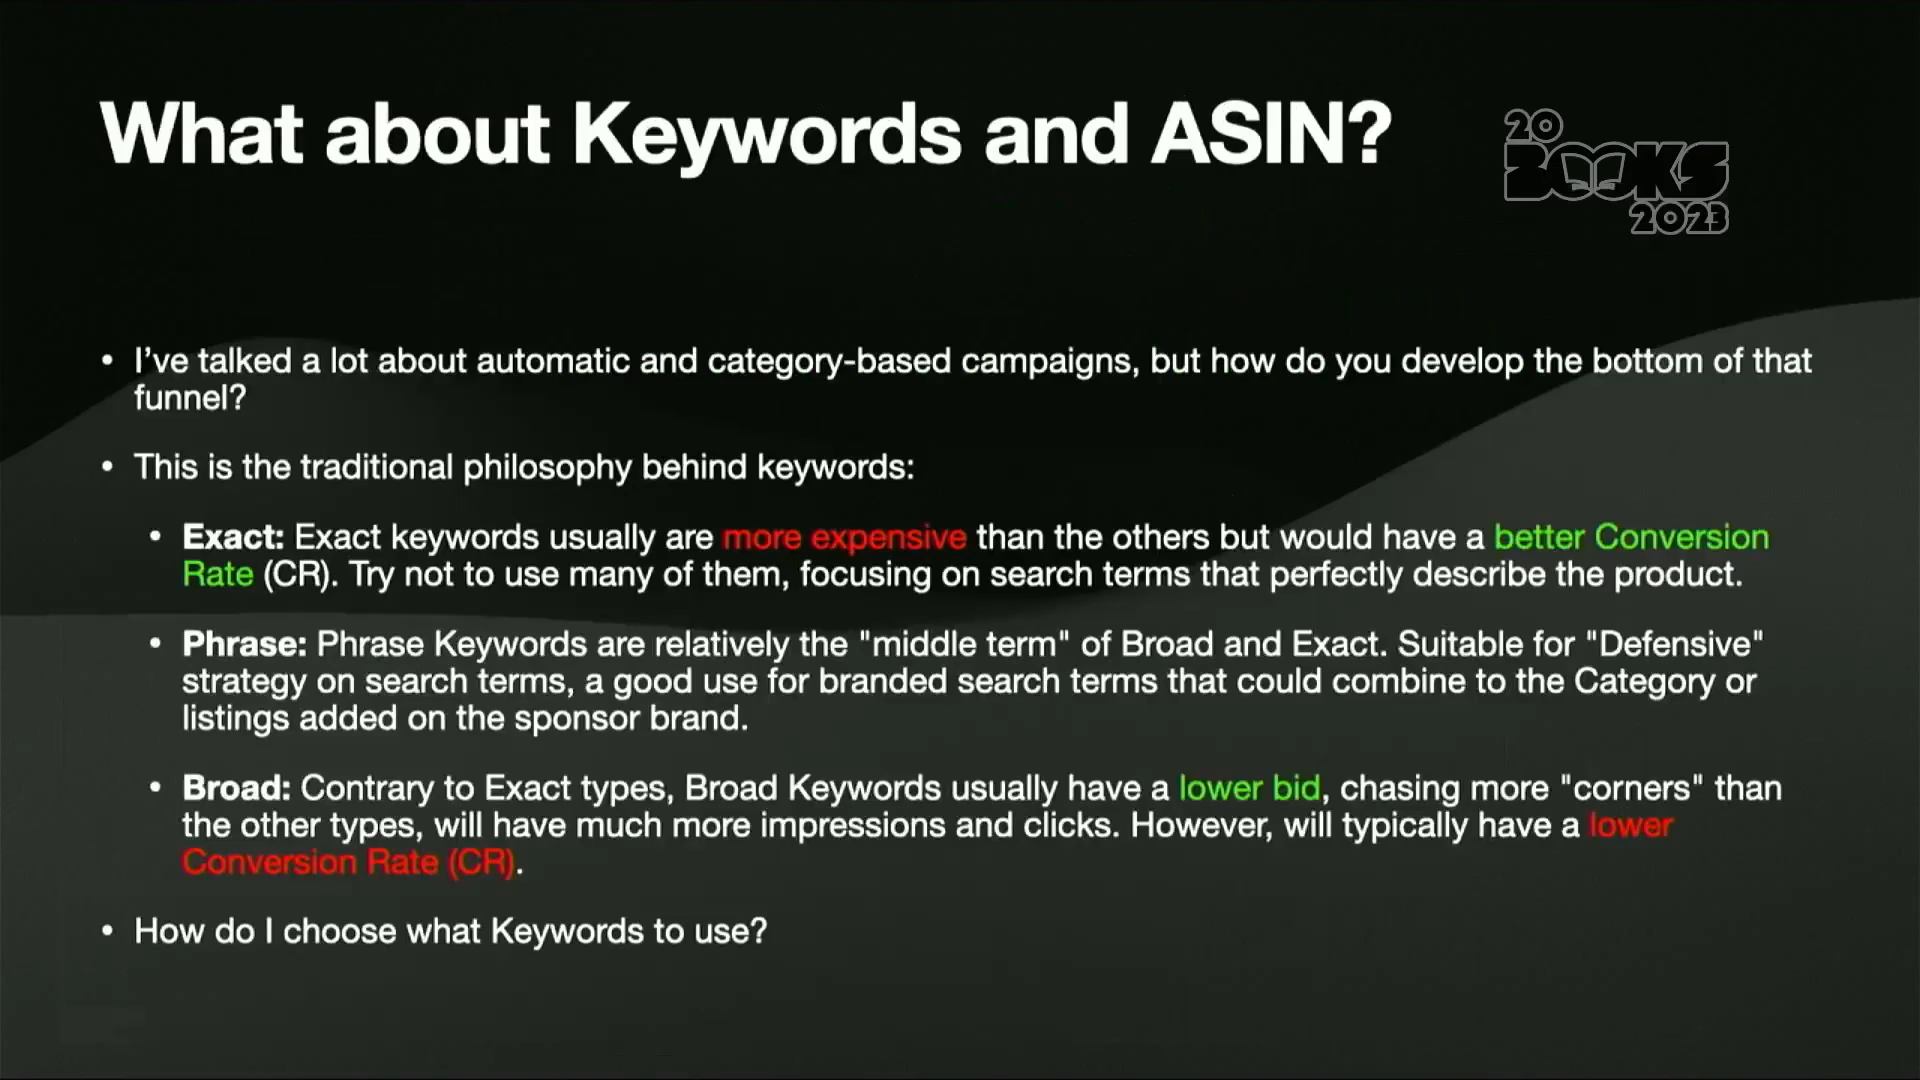 What about Keywords and ASIN?
20
BOOKS
2023
• I’ve talked a lot about automatic and category-based campaigns, but how do you develop the bottom of that
funnel?
• This is the traditional philosophy behind keywords:
• Exact: Exact keywords usually are more expensive than the others but would have a better Conversion
Rate (CR). Try not to use many of them, focusing on search terms that perfectly describe the product.
• Phrase: Phrase Keywords are relatively the "middle term" of Broad and Exact. Suitable for "Defensive"
strategy on search terms, a good use for branded search terms that could combine to the Category or
listings added on the sponsor brand.
• Broad: Contrary to Exact types, Broad Keywords usually have a lower bid, chasing more "corners" than
the other types, will have much more impressions and clicks. However, will typically have a lower
Conversion Rate (CR).
• How do I choose what Keywords to use?